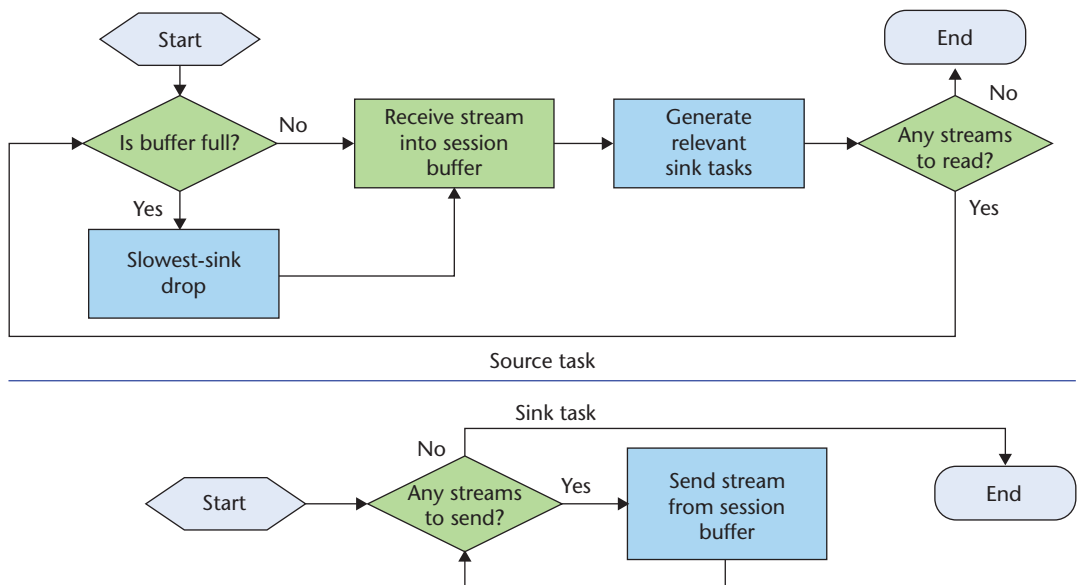 Start
End
Is buffer full?
No
Yes
Receive stream
into session
buffer
Generate
relevant
sink tasks
Any streams
to read?
No
Yes
Slowest-sink
drop
Source task
Sink task
Start
Any streams
to send?
No
Yes
Send stream
from session
buffer
End